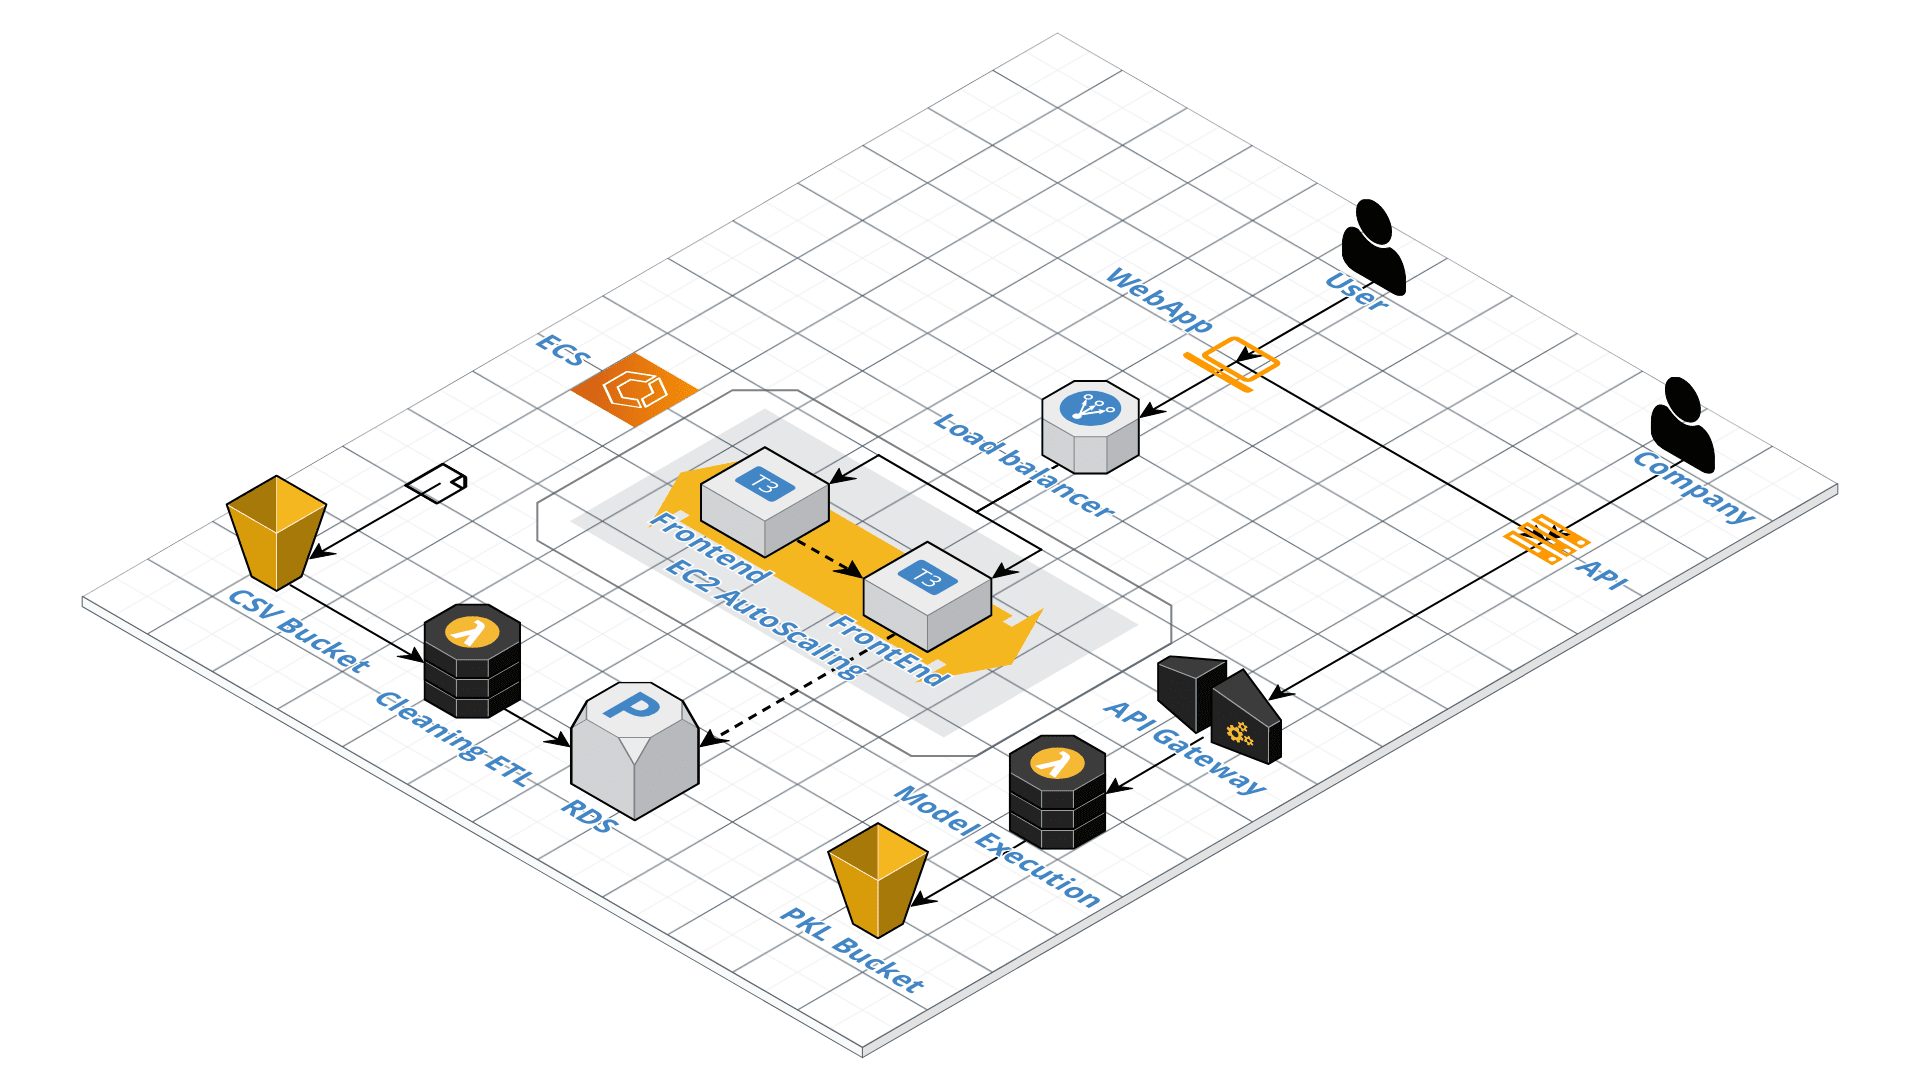 User
WebApp
Company
ECS
Load balancer
T3
Frontend
T3
FrontEnd
EC2 AutoScaling
API
CSV Bucket
λ
Cleaning ETL
P
RDS
API Gateway
λ
Model Execution
PKL Bucket